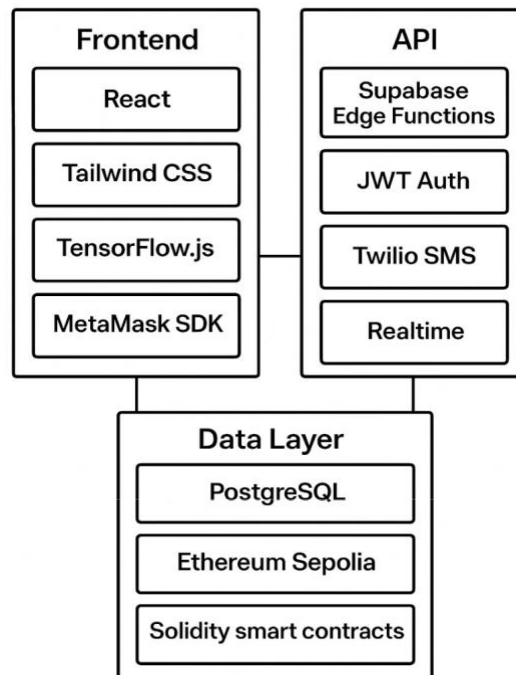 Frontend
React
Tailwind CSS
TensorFlow.js
MetaMask SDK
API
Supabase
Edge Functions
JWT Auth
Twilio SMS
Realtime
Data Layer
PostgreSQL
Ethereum Sepolia
Solidity smart contracts